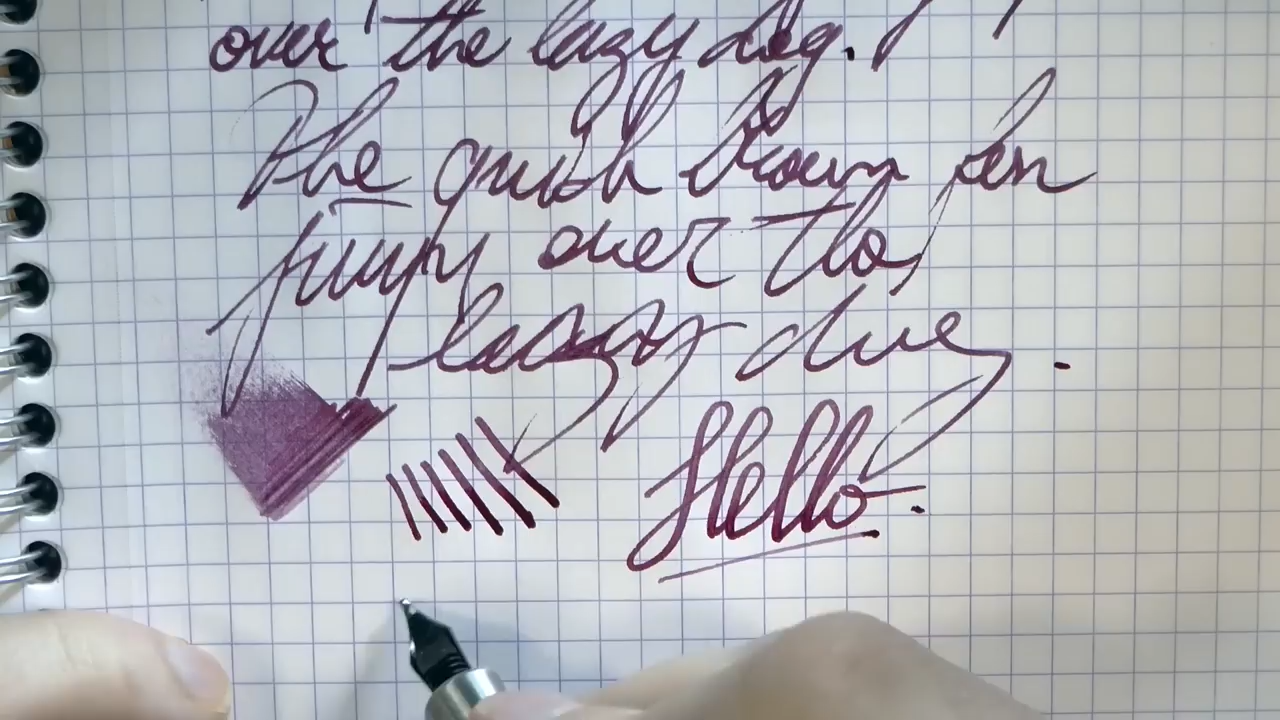 over the lazy dog.
The quick brown fox
jumps over the
lazy dog.
Hello.